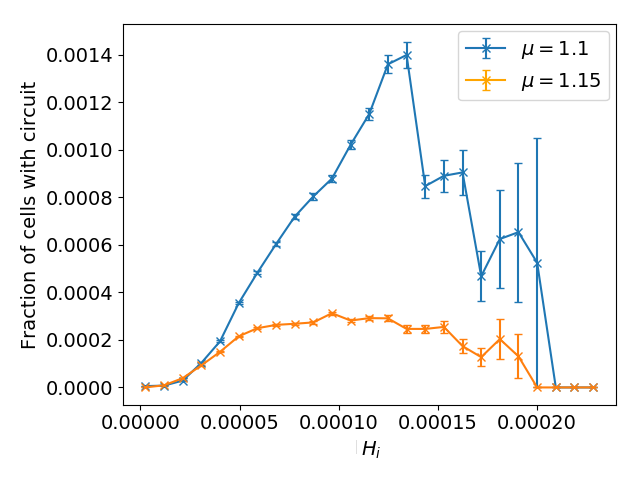 Fraction of cells with circuit
0.0014
0.0012
0.0010
0.0008
0.0006
0.0004
0.0002
0.0000
μ = 1.1
μ = 1.15
0.00000 0.00005 0.00010 0.00015 0.00020
H_i